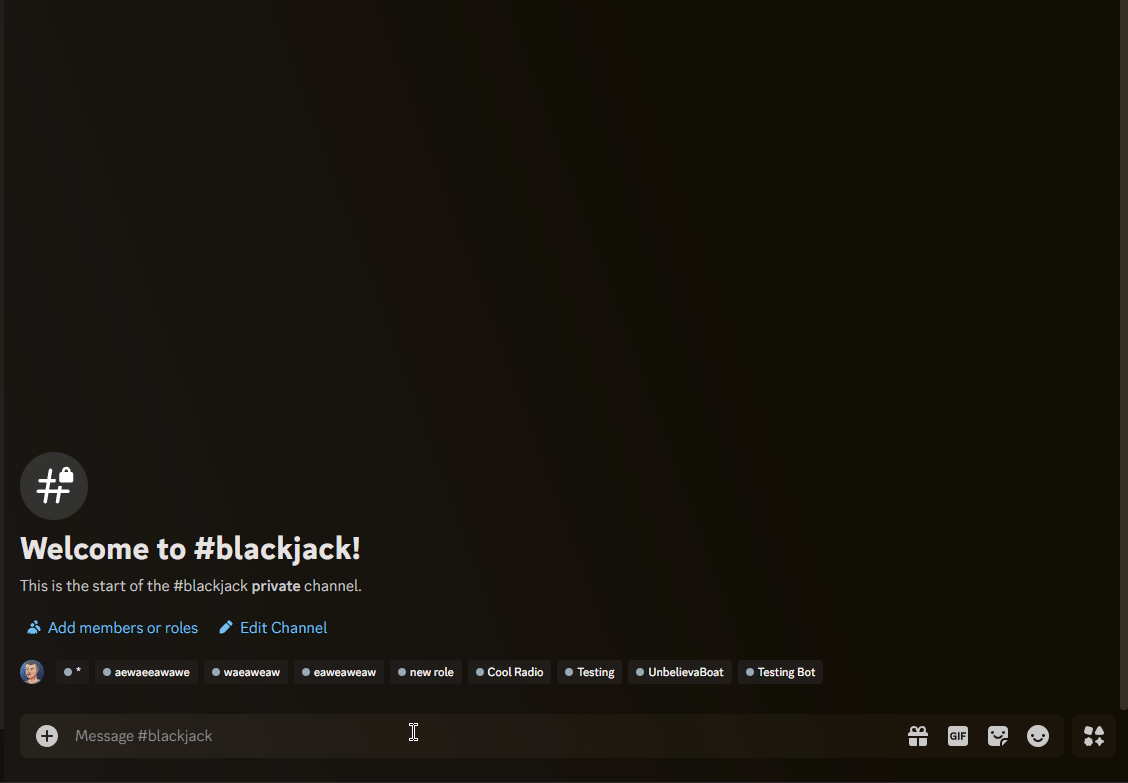 Welcome to #blackjack!
This is the start of the #blackjack private channel.
Add members or roles Edit Channel
* aewaeeawawe waeaweaw eaweaweaw new role Cool Radio Testing UnbelievaBoat Testing Bot
Message #blackjack GIF